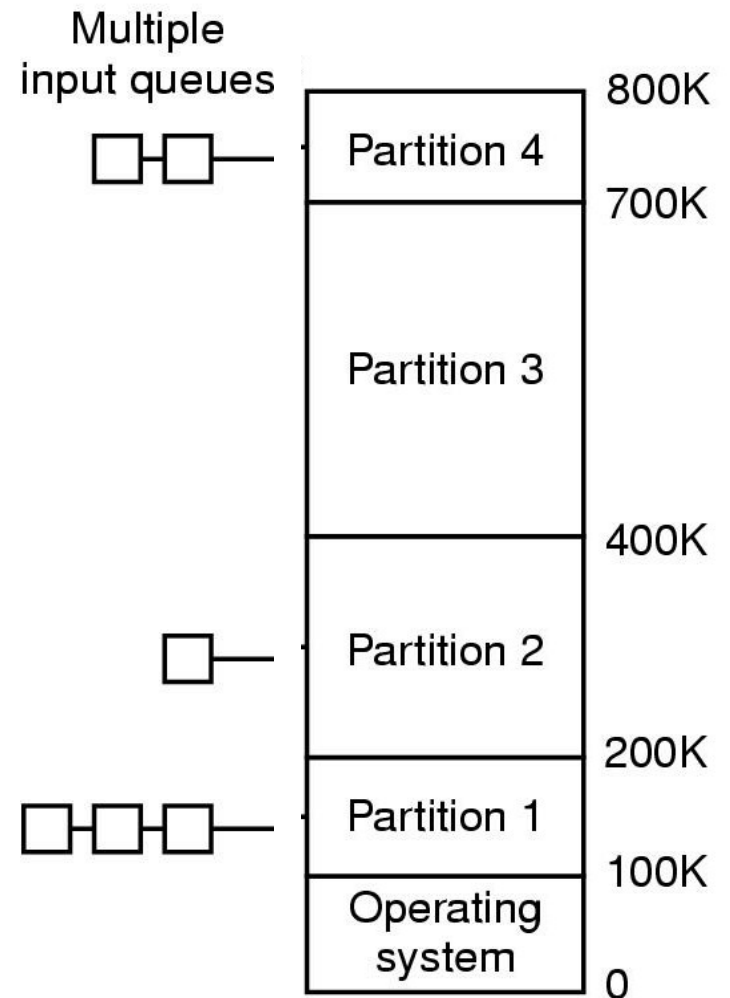 Multiple
input queues
800K
Partition 4
700K
Partition 3
400K
Partition 2
200K
Partition 1
100K
Operating
system
0